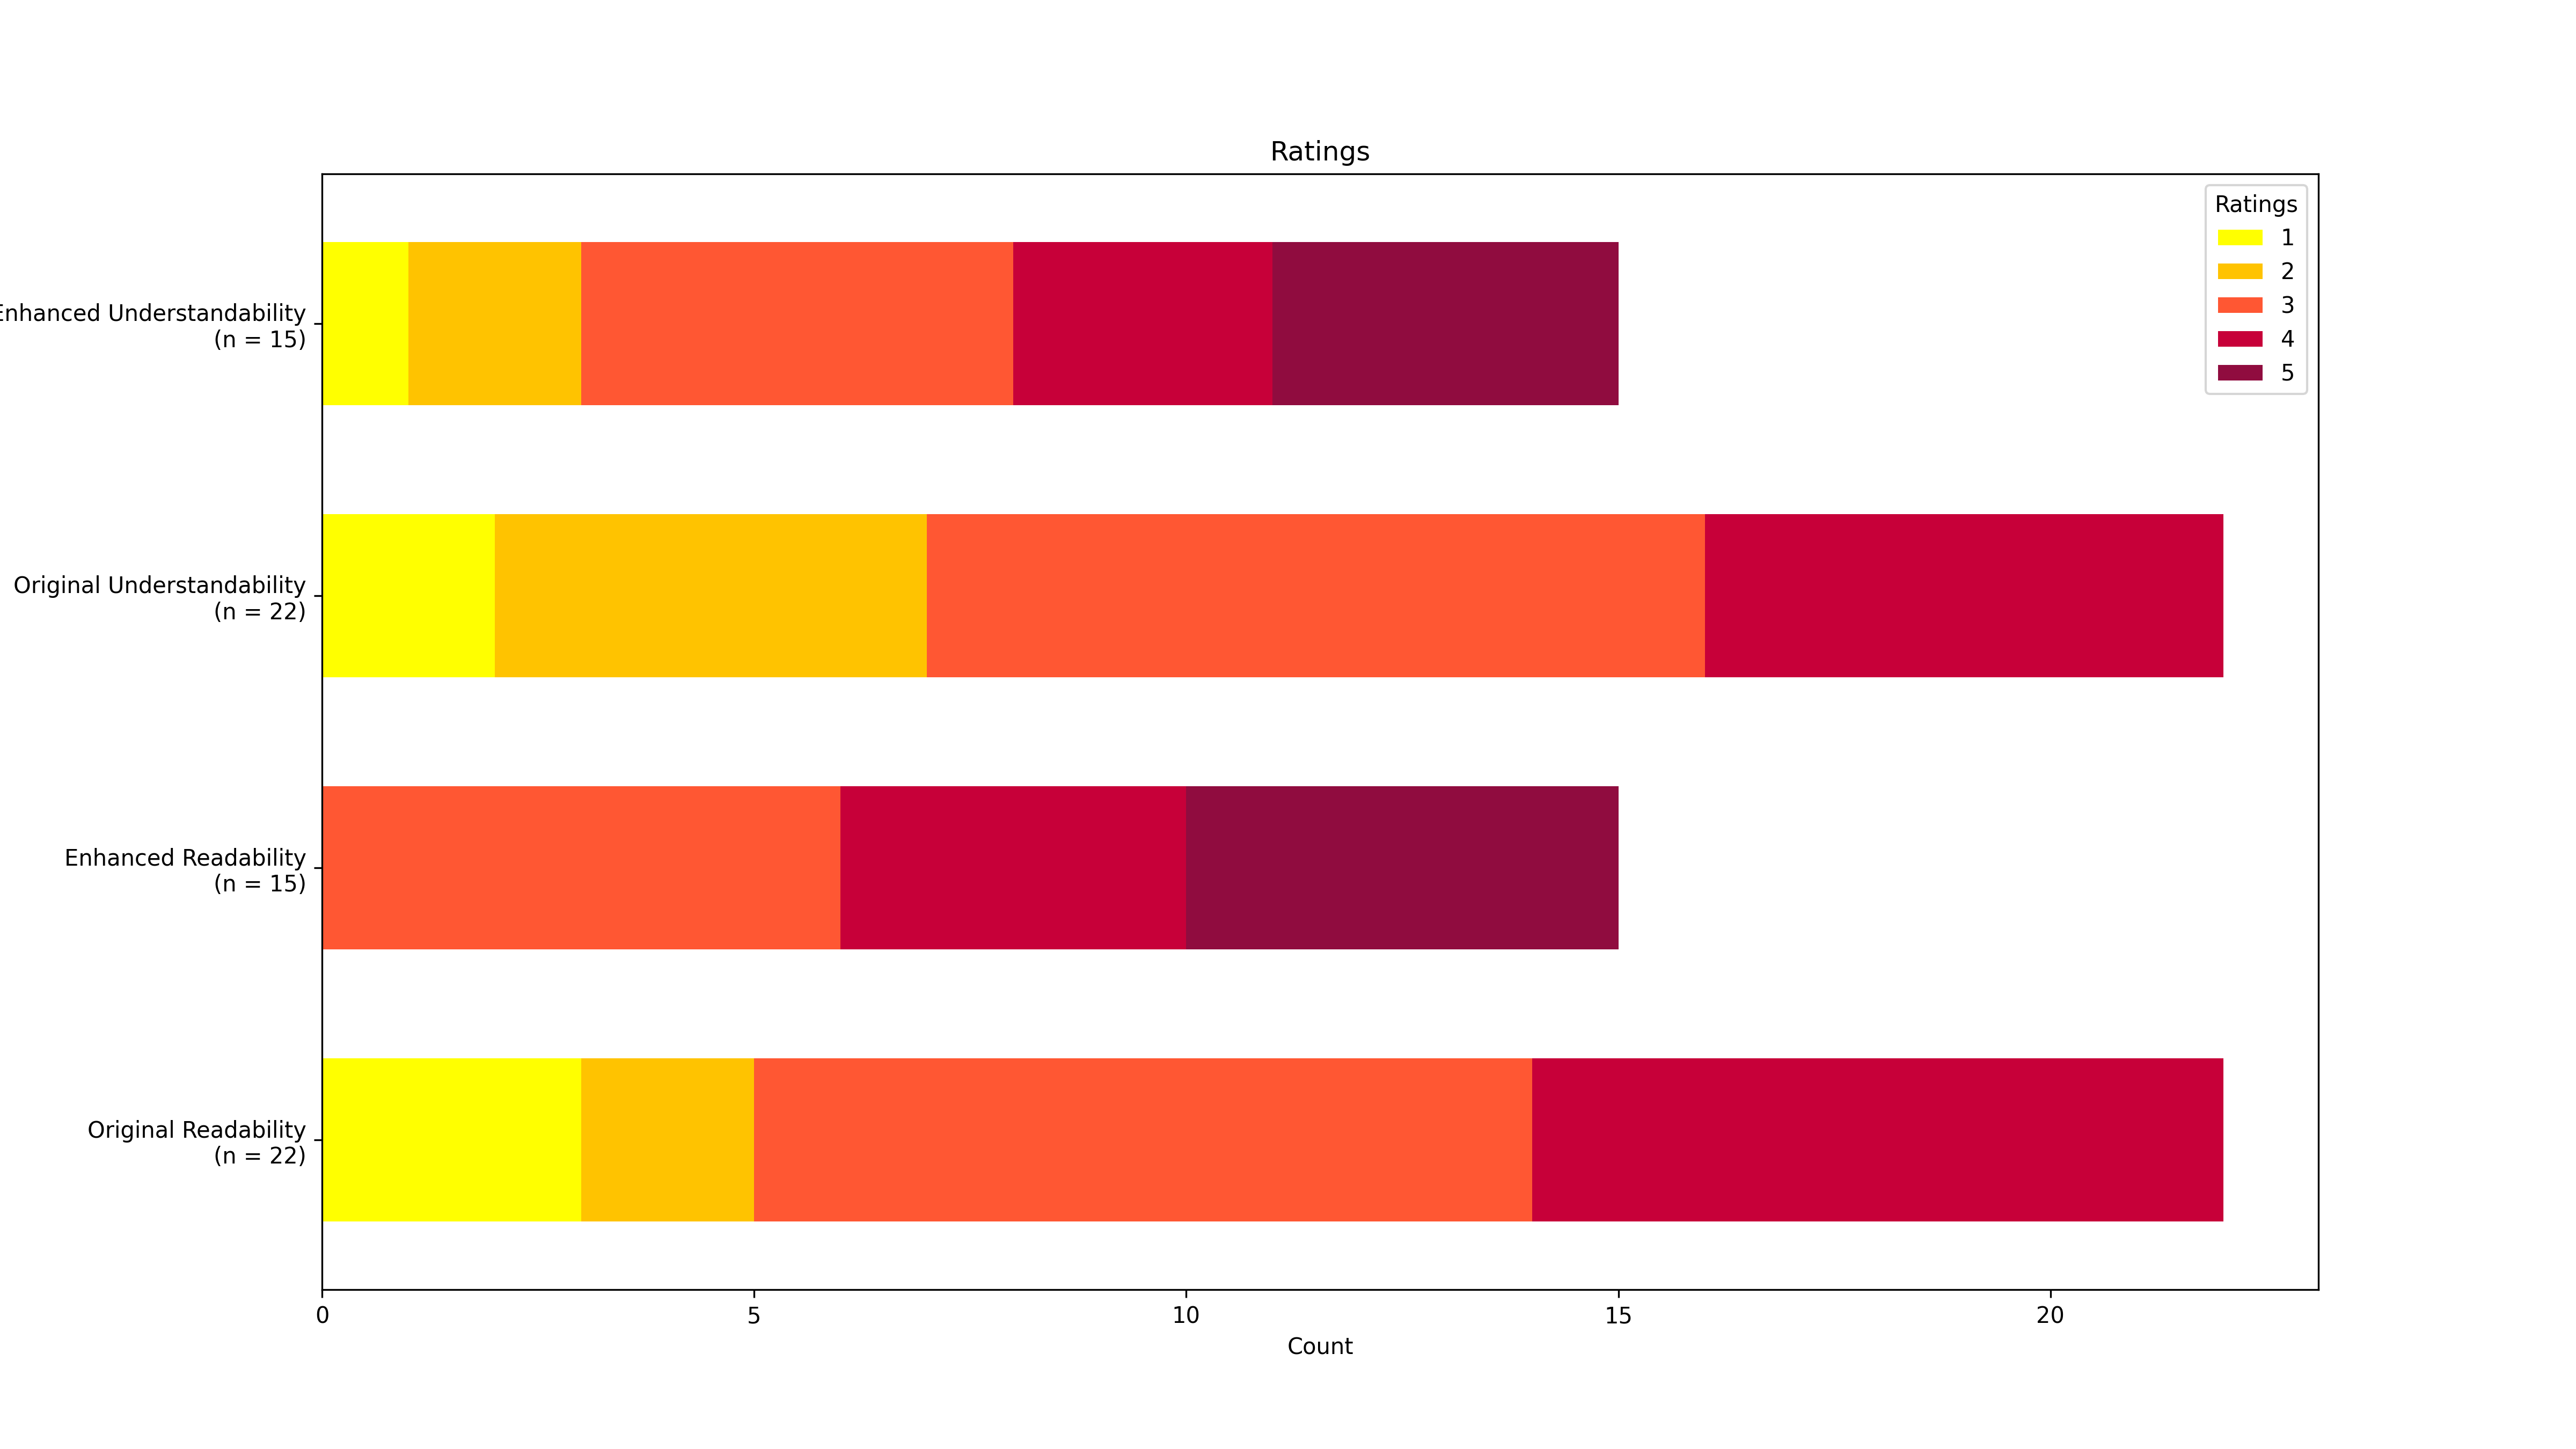 Ratings
Ratings
1
2
3
4
5
Understandability
(n = 15)
Original Understandability
(n = 22)
Enhanced Readability
(n = 15)
Original Readability
(n = 22)
0 5 10 15 20
Count